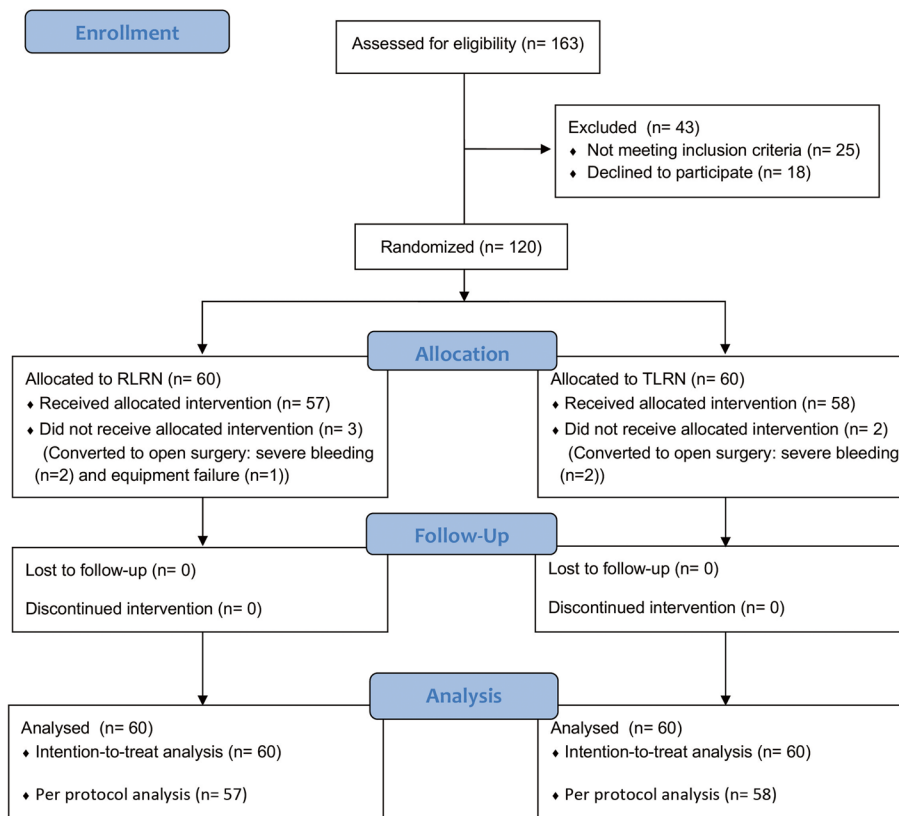 Enrollment
Assessed for eligibility (n= 163)
Excluded (n= 43)
♦ Not meeting inclusion criteria (n= 25)
♦ Declined to participate (n= 18)
Randomized (n= 120)
Allocation
Allocated to RLRN (n= 60)
♦ Received allocated intervention (n= 57)
♦ Did not receive allocated intervention (n= 3)
(Converted to open surgery: severe bleeding
(n=2) and equipment failure (n=1))
Allocated to TLRN (n= 60)
♦ Received allocated intervention (n= 58)
♦ Did not receive allocated intervention (n= 2)
(Converted to open surgery: severe bleeding
(n=2))
Follow-Up
Lost to follow-up (n= 0)
Discontinued intervention (n= 0)
Lost to follow-up (n= 0)
Discontinued intervention (n= 0)
Analysis
Analysed (n= 60)
♦ Intention-to-treat analysis (n= 60)
♦ Per protocol analysis (n= 57)
Analysed (n= 60)
♦ Intention-to-treat analysis (n= 60)
♦ Per protocol analysis (n= 58)